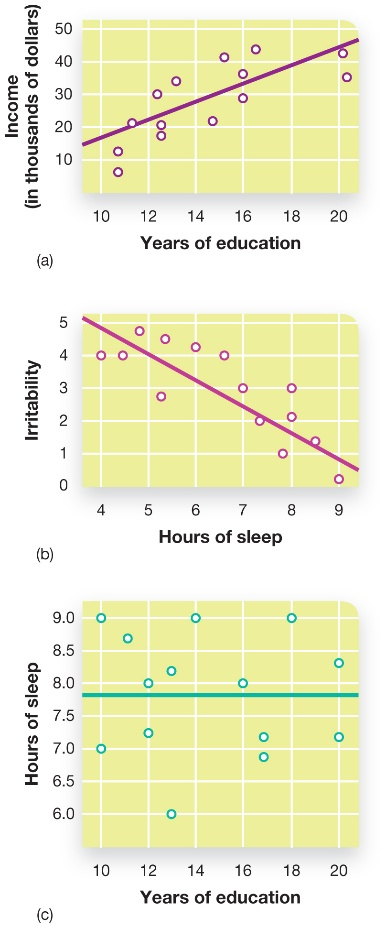 Income
(in thousands of dollars)
50
40
30
20
10
10 12 14 16 18 20
Years of education
(a)
Irritability
5
4
3
2
1
0
4 5 6 7 8 9
Hours of sleep
(b)
Hours of sleep
9.0
8.5
8.0
7.5
7.0
6.5
6.0
10 12 14 16 18 20
Years of education
(c)